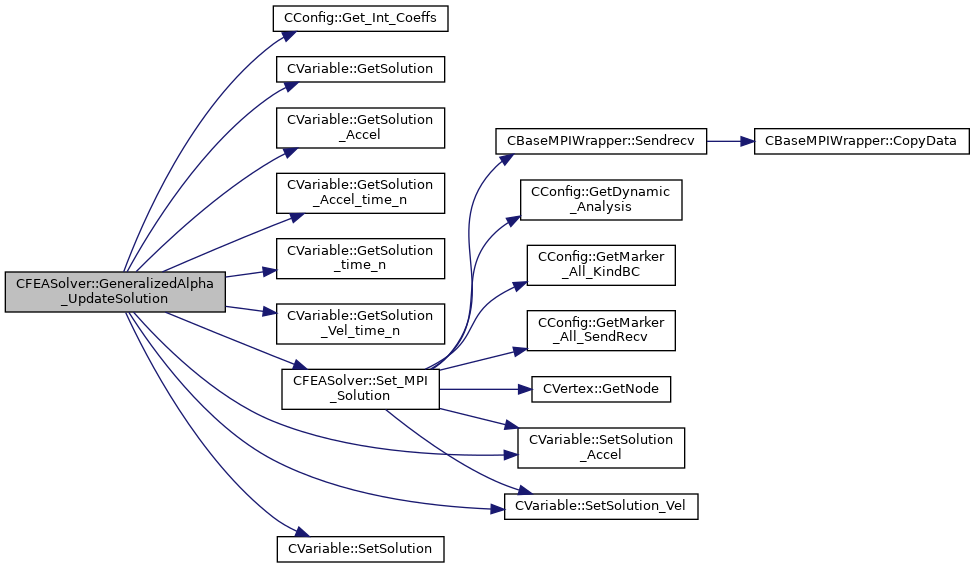 CFEASolver::GeneralizedAlpha
_UpdateSolution
CConfig::Get_Int_Coeffs
CVariable::GetSolution
CVariable::GetSolution
_Accel
CVariable::GetSolution
_Accel_time_n
CVariable::GetSolution
_time_n
CVariable::GetSolution
_Vel_time_n
CFEASolver::Set_MPI
_Solution
CVariable::SetSolution
CBaseMPIWrapper::Sendrecv
CConfig::GetDynamic
_Analysis
CConfig::GetMarker
_All_KindBC
CConfig::GetMarker
_All_SendRecv
CVertex::GetNode
CVariable::SetSolution
_Accel
CVariable::SetSolution_Vel
CBaseMPIWrapper::CopyData